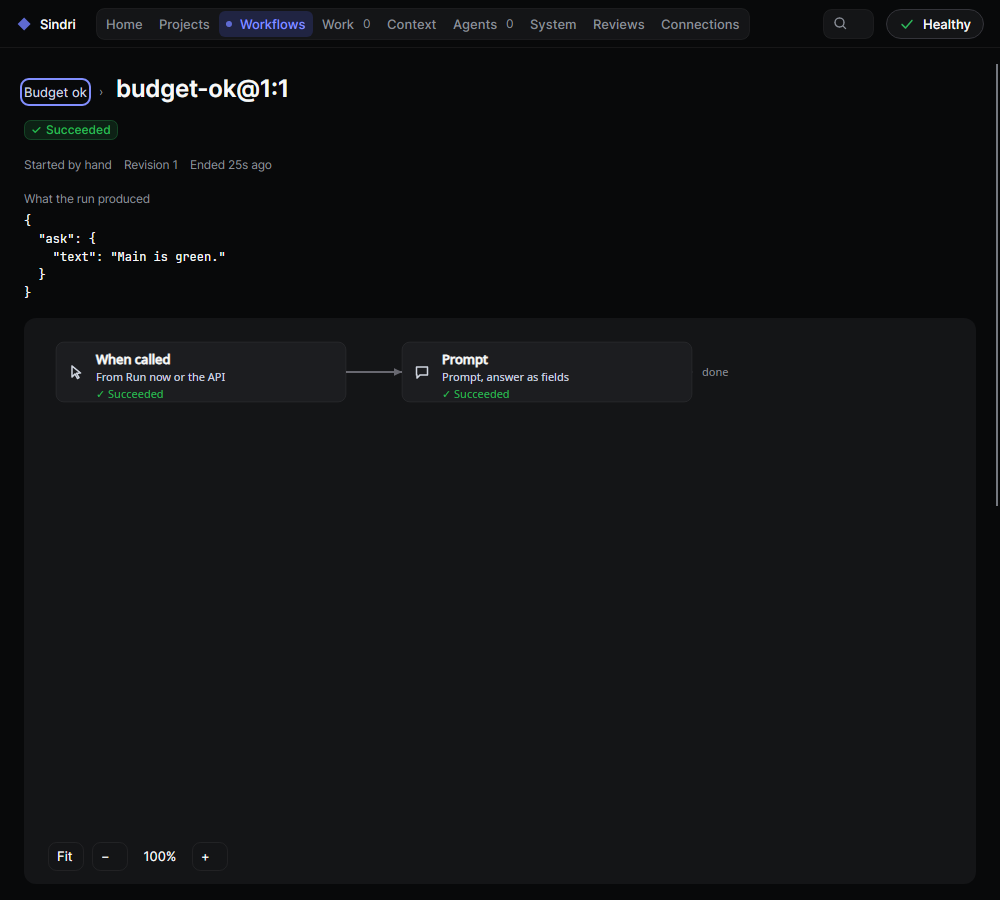 Sindri Home Projects Workflows Work 0 Context Agents 0 System Reviews Connections Healthy
Budget ok › budget-ok@1:1
✓ Succeeded
Started by hand Revision 1 Ended 25s ago
What the run produced
{
"ask": {
"text": "Main is green."
}
}
When called
From Run now or the API
✓ Succeeded
Prompt
Prompt, answer as fields
✓ Succeeded
done
Fit − 100% +